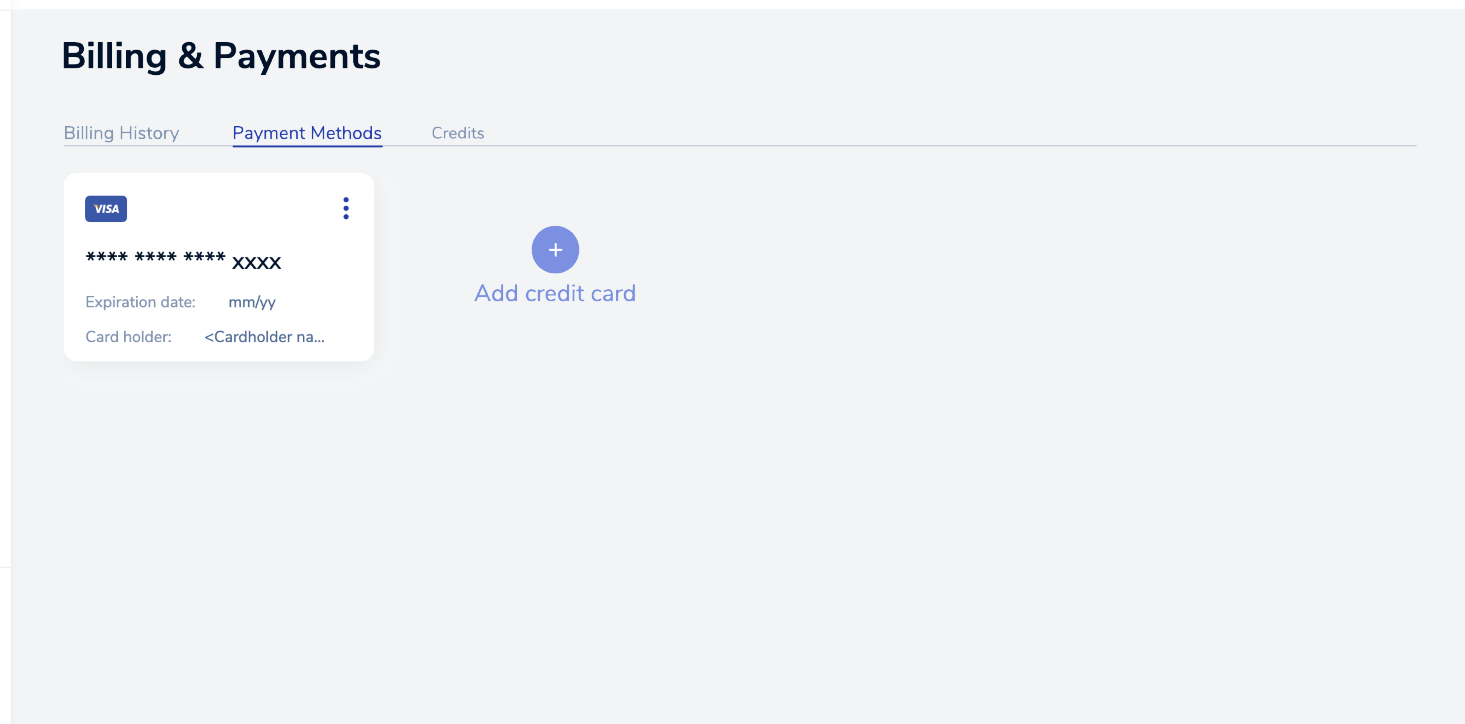 Billing & Payments
Billing History Payment Methods Credits
VISA
**** **** **** xxxx
Expiration date: mm/yy
Card holder: <Cardholder na...
+
Add credit card